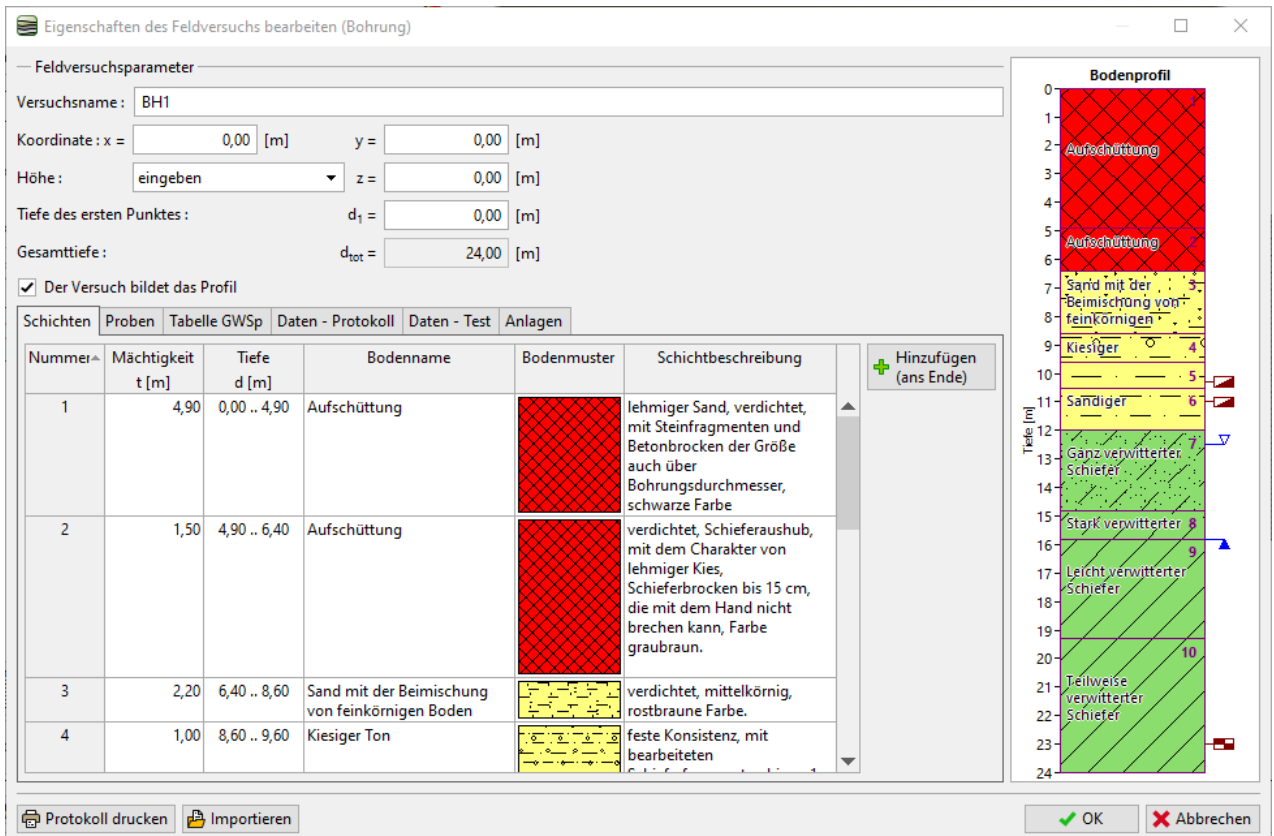 Eigenschaften des Feldversuchs bearbeiten (Bohrung)
Feldversuchsparameter
Versuchsname :
BH1
Koordinate : x =
0,00
[m]
y =
0,00
[m]
Höhe :
eingeben
z =
0,00
[m]
Tiefe des ersten Punktes :
d1 =
0,00
[m]
Gesamttiefe :
dtot =
24,00
[m]
Der Versuch bildet das Profil
Schichten
Proben
Tabelle GWSp
Daten - Protokoll
Daten - Test
Anlagen
Nummer
Mächtigkeit
t [m]
Tiefe
d [m]
Bodenname
Bodenmuster
Schichtbeschreibung
1
4,90
0,00 .. 4,90
Aufschüttung
lehmiger Sand, verdichtet,
mit Steinfragmenten und
Betonbrocken der Größe
auch über
Bohrungsdurchmesser,
schwarze Farbe
2
1,50
4,90 .. 6,40
Aufschüttung
verdichtet, Schieferaushub,
mit dem Charakter von
lehmiger Kies,
Schieferbrocken bis 15 cm,
die mit dem Hand nicht
brechen kann, Farbe
graubraun.
3
2,20
6,40 .. 8,60
Sand mit der Beimischung
von feinkörnigen Boden
verdichtet, mittelkörnig,
rostbraune Farbe.
4
1,00
8,60 .. 9,60
Kiesiger Ton
feste Konsistenz, mit
bearbeiteten
Hinzufügen
(ans Ende)
Protokoll drucken
Importieren
Bodenprofil
Tiefe [m]
0
1
2
3
4
5
6
7
8
9
10
11
12
13
14
15
16
17
18
19
20
21
22
23
24
1
Aufschüttung
2
Aufschüttung
3
Sand mit der
Beimischung von
feinkörnigen
4
Kiesiger
5
6
Sandiger
7
Ganz verwitterter
Schiefer
8
Stark verwitterter
9
Leicht verwitterter
Schiefer
10
Teilweise
verwitterter
Schiefer
OK
Abbrechen